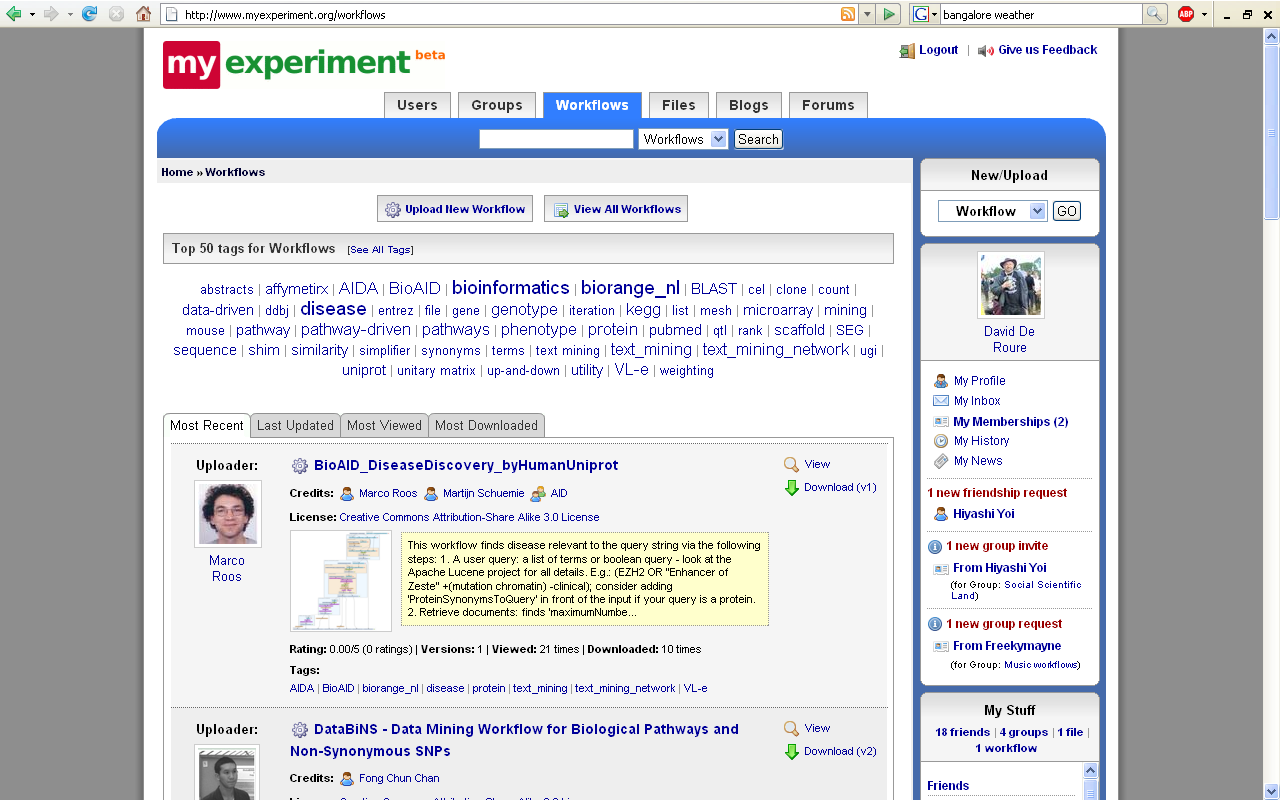 http://www.myexperiment.org/workflows
G
bangalore weather
ABP
my experiment beta
Logout | Give us Feedback
Users Groups Workflows Files Blogs Forums
Workflows Search
Home » Workflows
Upload New Workflow View All Workflows
Top 50 tags for Workflows [See All Tags]
abstracts | affymetirx | AIDA | BioAID | bioinformatics | biorange_nl | BLAST | cel | clone | count |
data-driven | ddbj | disease | entrez | file | gene | genotype | iteration | kegg | list | mesh | microarray | mining |
mouse | pathway | pathway-driven | pathways | phenotype | protein | pubmed | qtl | rank | scaffold | SEG |
sequence | shim | similarity | simplifier | synonyms | terms | text mining | text_mining | text_mining_network | ugi |
uniprot | unitary matrix | up-and-down | utility | VL-e | weighting
Most Recent Last Updated Most Viewed Most Downloaded
Uploader:
Marco
Roos
BioAID_DiseaseDiscovery_byHumanUniprot
View
Download (v1)
Credits: Marco Roos Martijn Schuemie AID
License: Creative Commons Attribution-Share Alike 3.0 License
This workflow finds disease relevant to the query string via the following
steps: 1. A user query: a list of terms or boolean query - look at the
Apache Lucene project for all details. E.g.: (EZH2 OR "Enhancer of
Zeste" +(mutation chromatin) -clinical); consider adding
'ProteinSynonymsToQuery' in front of the input if your query is a protein.
2. Retrieve documents: finds 'maximumNumbe...
Rating: 0.00/5 (0 ratings) | Versions: 1 | Viewed: 21 times | Downloaded: 10 times
Tags:
AIDA | BioAID | biorange_nl | disease | protein | text_mining | text_mining_network | VL-e
Uploader:
DataBiNS - Data Mining Workflow for Biological Pathways and
Non-Synonymous SNPs
View
Download (v2)
Credits: Fong Chun Chan
New/Upload
Workflow GO
David De
Roure
My Profile
My Inbox
My Memberships (2)
My History
My News
1 new friendship request
Hiyashi Yoi
1 new group invite
From Hiyashi Yoi
(for Group: Social Scientific
Land)
1 new group request
From Freekymayne
(for Group: Music workflows)
My Stuff
18 friends | 4 groups | 1 file |
1 workflow
Friends